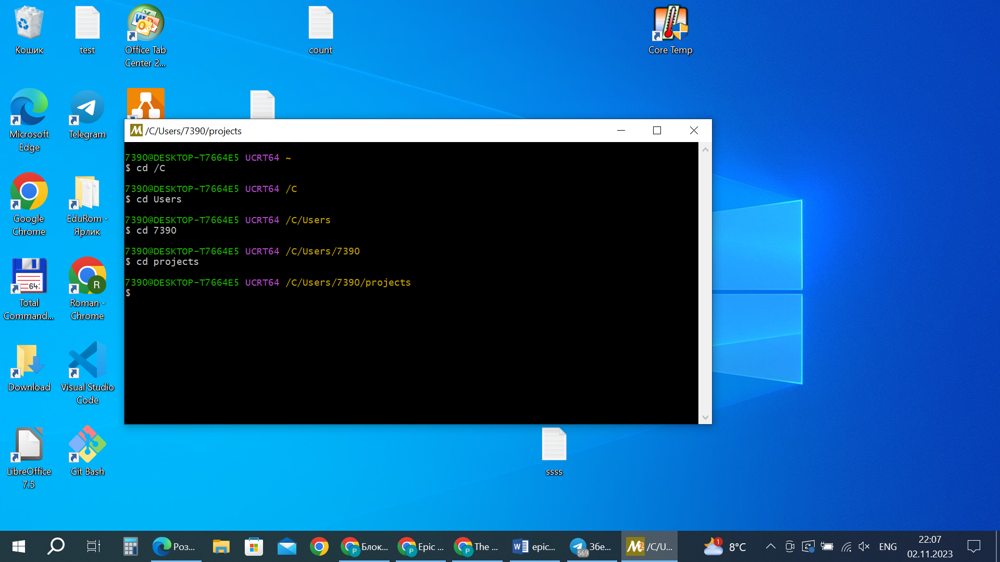 Кошик
test
Office Tab
Center 2...
count
Core Temp
Microsoft
Edge
Telegram
Google
Chrome
EduRom -
Ярлик
64
Total
Command...
R
Roman -
Chrome
Download
Visual Studio
Code
LibreOffice
7.5
Git Bash
ssss
/C/Users/7390/projects
7390@DESKTOP-T7664E5 UCRT64 ~
$ cd /C
7390@DESKTOP-T7664E5 UCRT64 /C
$ cd Users
7390@DESKTOP-T7664E5 UCRT64 /C/Users
$ cd 7390
7390@DESKTOP-T7664E5 UCRT64 /C/Users/7390
$ cd projects
7390@DESKTOP-T7664E5 UCRT64 /C/Users/7390/projects
$
Роз...
P Блок...
P Epic ...
P The ...
W epic...
569 Збе...
/C/U...
1 8°C
ENG
22:07
02.11.2023